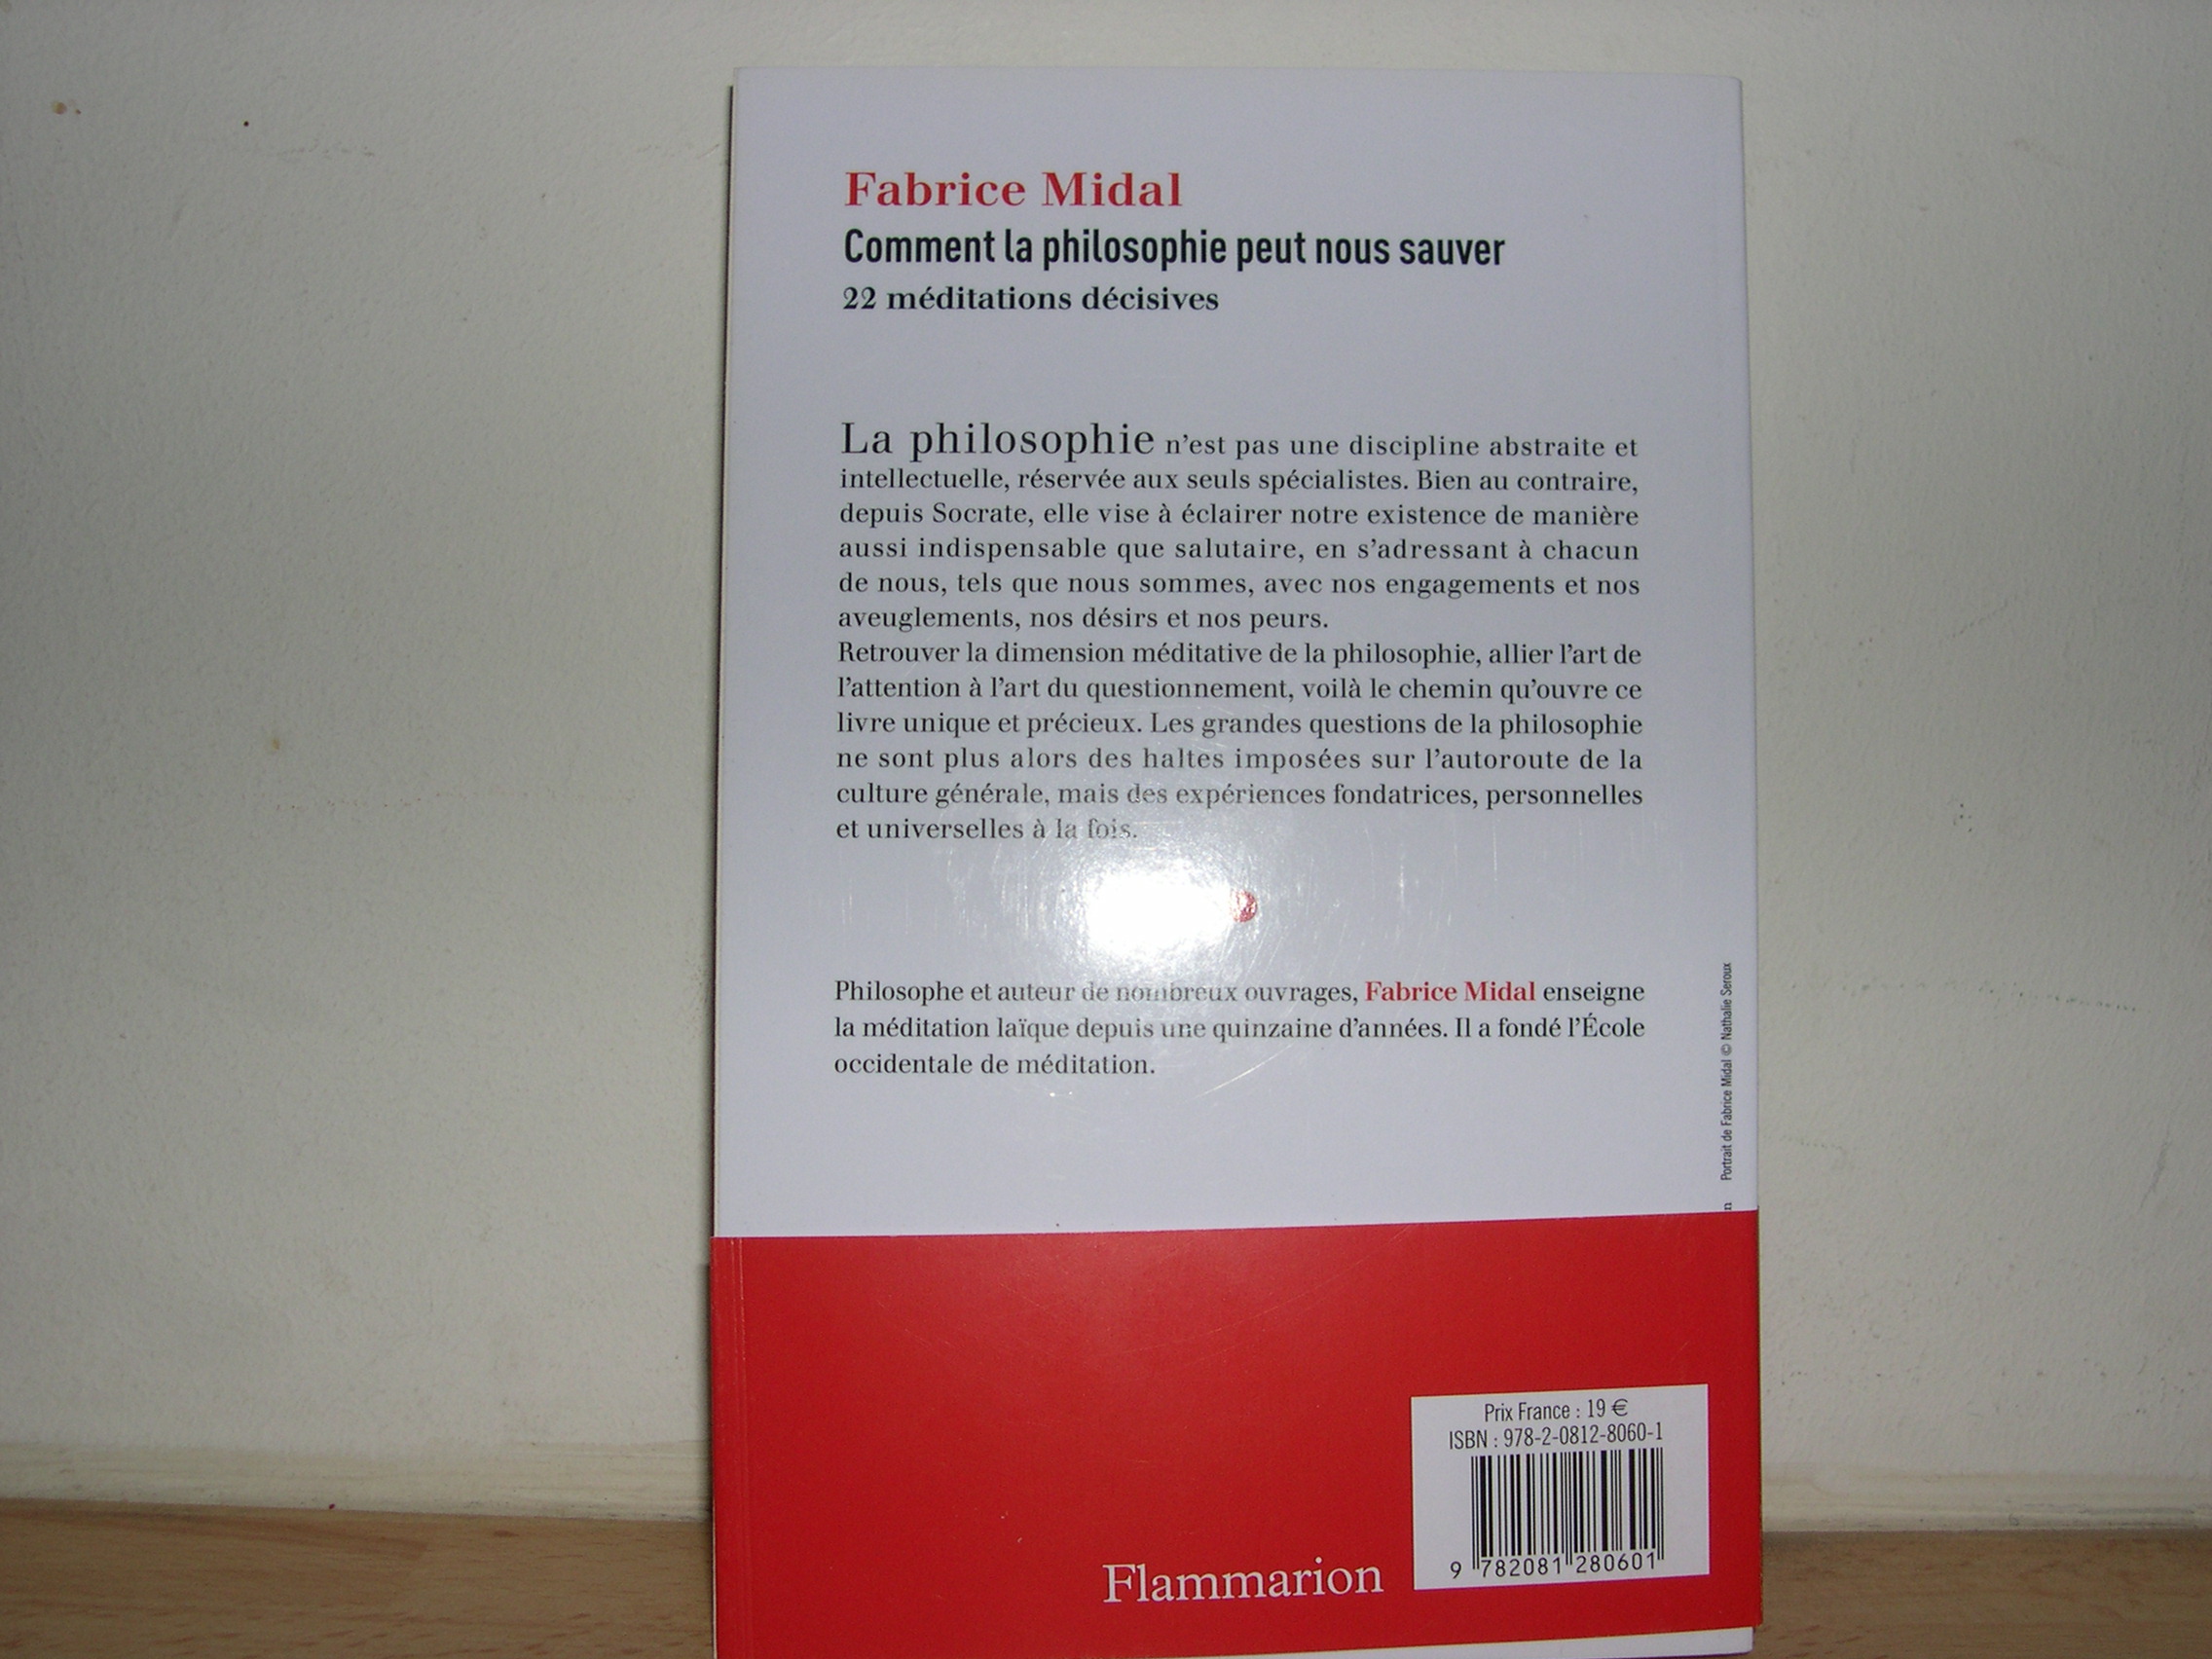 Fabrice Midal
Comment la philosophie peut nous sauver
22 méditations décisives
La philosophie n'est pas une discipline abstraite et
intellectuelle, réservée aux seuls spécialistes. Bien au contraire,
depuis Socrate, elle vise à éclairer notre existence de manière
aussi indispensable que salutaire, en s'adressant à chacun
de nous, tels que nous sommes, avec nos engagements et nos
aveuglements, nos désirs et nos peurs.
Retrouver la dimension méditative de la philosophie, allier l'art de
l'attention à l'art du questionnement, voilà le chemin qu'ouvre ce
livre unique et précieux. Les grandes questions de la philosophie
ne sont plus alors des haltes imposées sur l'autoroute de la
culture générale, mais des expériences fondatrices, personnelles
et universelles à la fois.
Philosophe et auteur de nombreux ouvrages, Fabrice Midal enseigne
la méditation laïque depuis une quinzaine d'années. Il a fondé l'École
occidentale de méditation.
n Portrait de Fabrice Midal © Nathalie Seroux
Prix France : 19 €
ISBN : 978-2-0812-8060-1
9 782081 280601
Flammarion